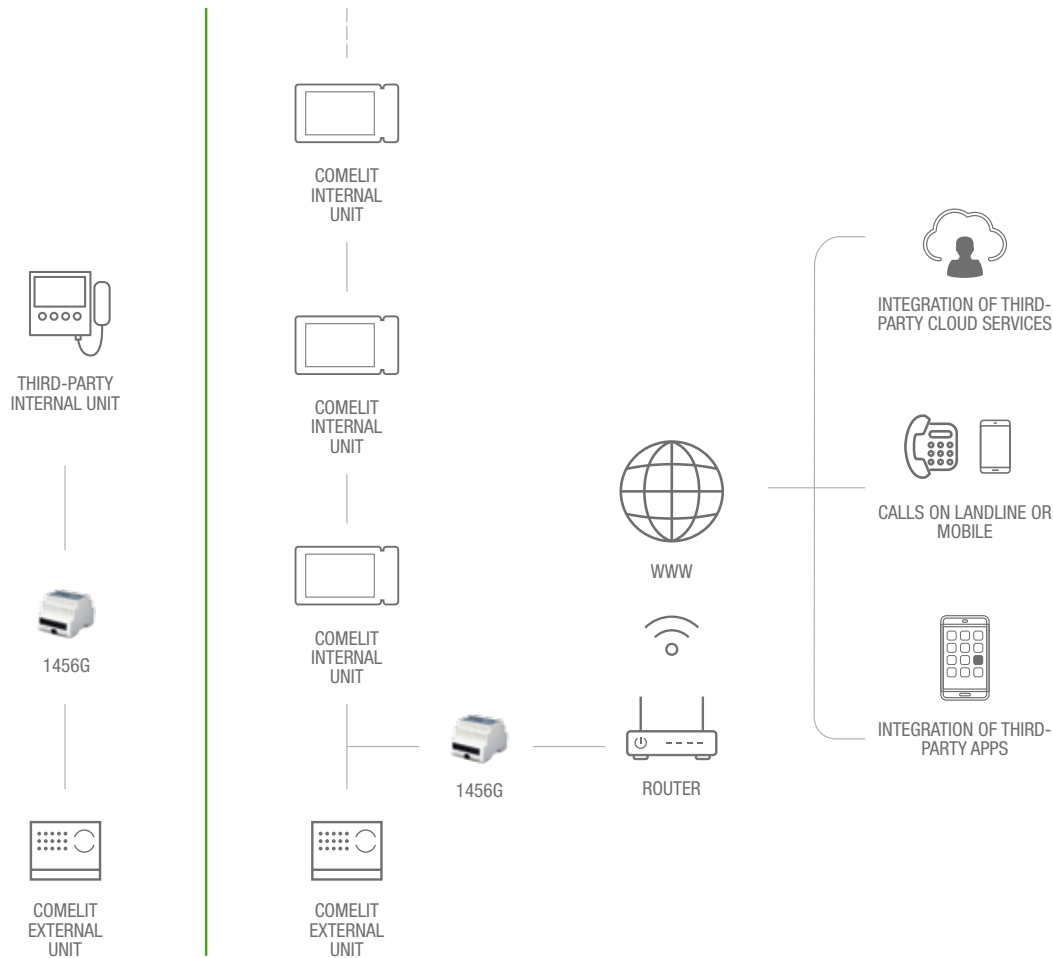 THIRD-PARTY
INTERNAL UNIT
1456G
COMELIT
EXTERNAL
UNIT
COMELIT
INTERNAL
UNIT
COMELIT
INTERNAL
UNIT
COMELIT
INTERNAL
UNIT
COMELIT
EXTERNAL
UNIT
1456G
ROUTER
WWW
INTEGRATION OF THIRD-
PARTY CLOUD SERVICES
CALLS ON LANDLINE OR
MOBILE
INTEGRATION OF THIRD-
PARTY APPS